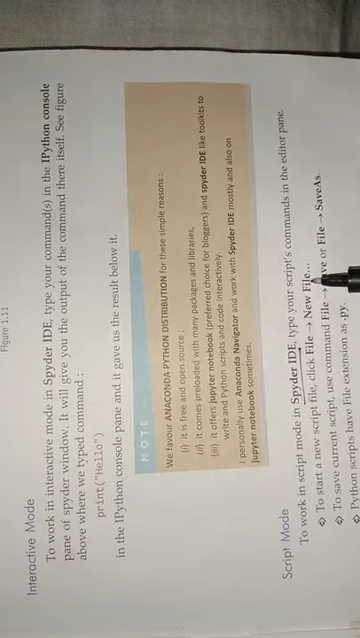 Figure 1.11
Interactive Mode
To work in interactive mode in Spyder IDE, type your command(s) in the IPython console
pane of spyder window. It will give you the output of the command there itself. See figure
above where we typed command :
print("Hello")
in the IPython console pane and it gave us the result below it.
NOTE
We favour ANACONDA PYTHON DISTRIBUTION for these simple reasons :
(i) it is free and open source ;
(ii) it comes preloaded with many packages and libraries,
(iii) it offers jupyter notebook (preferred choice for bloggers) and spyder IDE like toolkits to
write and Python scripts and code interactively.
I personally use Anaconda Navigator and work with Spyder IDE mostly and also on
jupyter notebook sometimes.
Script Mode
To work in script mode in Spyder IDE, type your script's commands in the editor pane.
To start a new script file, click File → New File...
To save current script, use command File → ve or File → SaveAs.
Python scripts have File extension as .py.